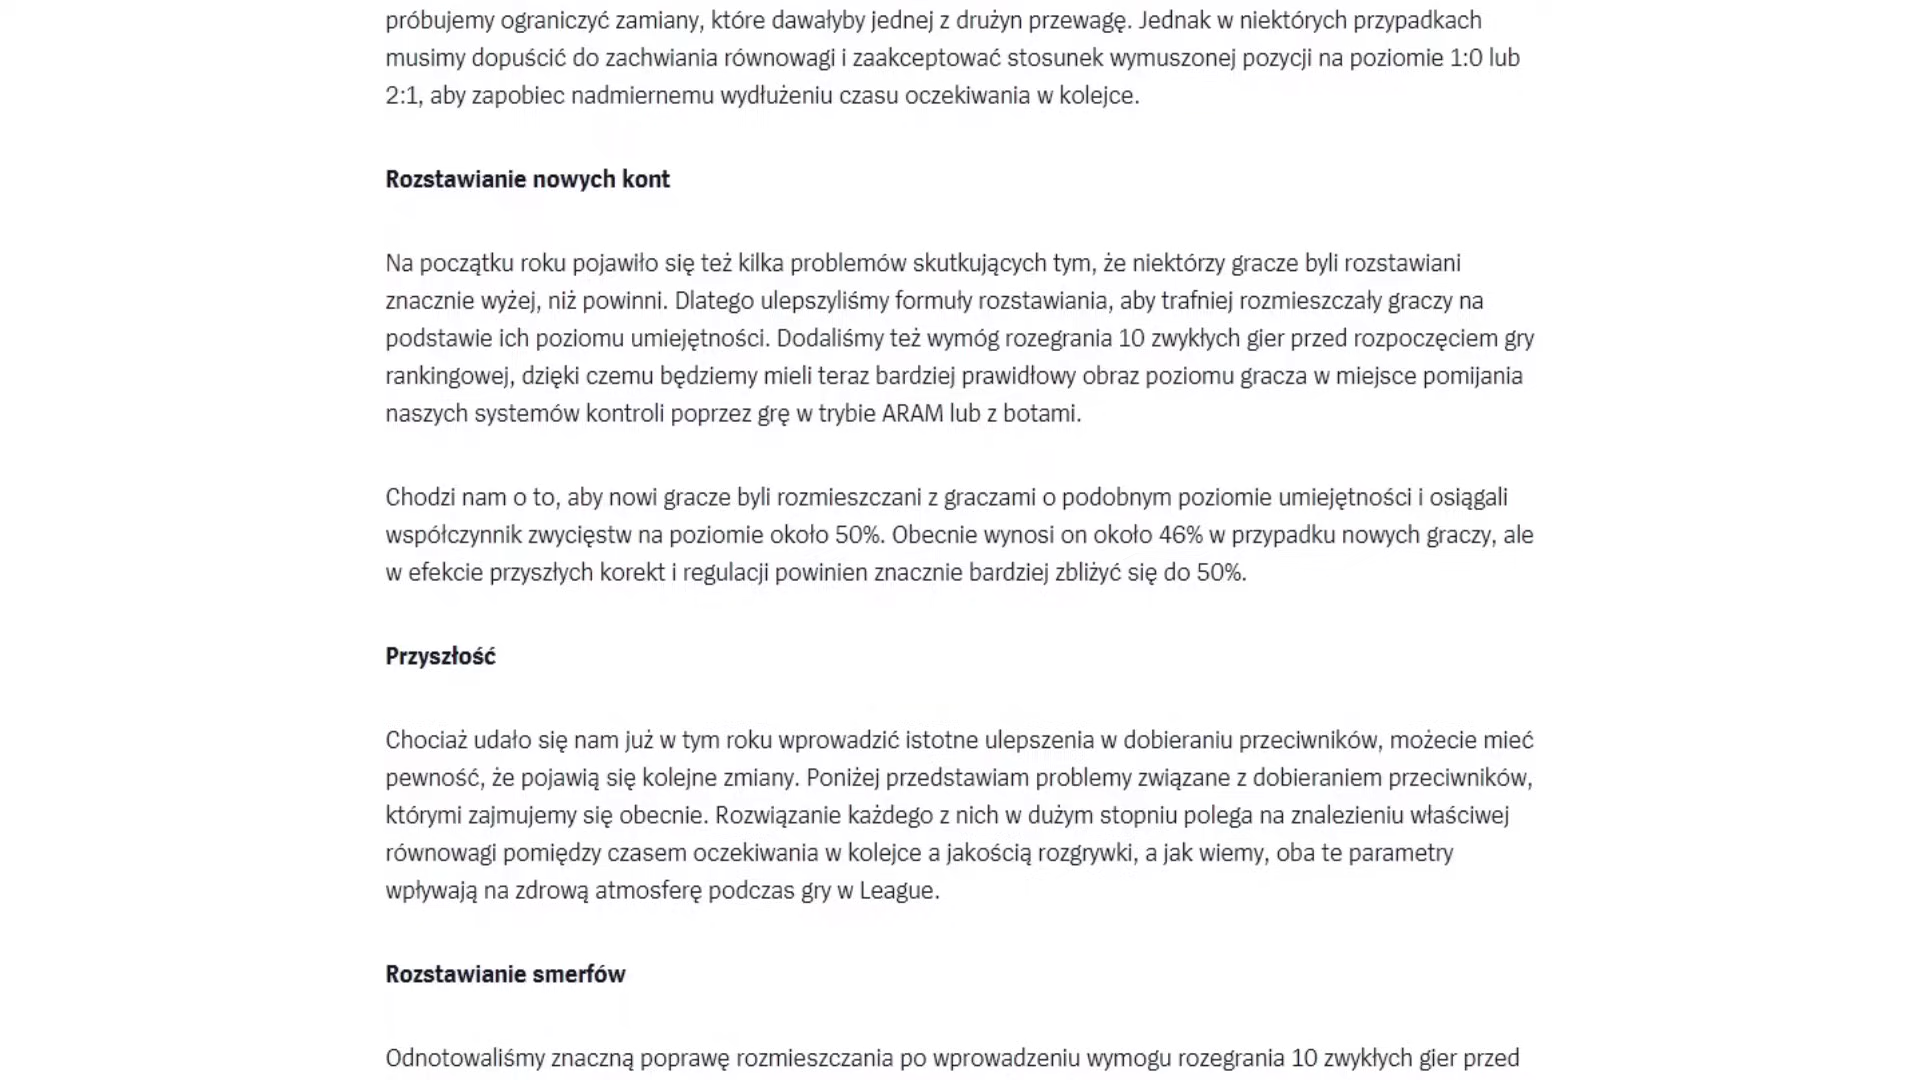 próbujemy ograniczyć zamiany, które dawałyby jednej z drużyn przewagę. Jednak w niektórych przypadkach
musimy dopuścić do zachwiania równowagi i zaakceptować stosunek wymuszonej pozycji na poziomie 1:0 lub
2:1, aby zapobiec nadmiernemu wydłużeniu czasu oczekiwania w kolejce.
Rozstawianie nowych kont
Na początku roku pojawiło się też kilka problemów skutkujących tym, że niektórzy gracze byli rozstawiani
znacznie wyżej, niż powinni. Dlatego ulepszyliśmy formuły rozstawiania, aby trafniej rozmieszczały graczy na
podstawie ich poziomu umiejętności. Dodaliśmy też wymóg rozegrania 10 zwykłych gier przed rozpoczęciem gry
rankingowej, dzięki czemu będziemy mieli teraz bardziej prawidłowy obraz poziomu gracza w miejsce pomijania
naszych systemów kontroli poprzez grę w trybie ARAM lub z botami.
Chodzi nam o to, aby nowi gracze byli rozmieszczani z graczami o podobnym poziomie umiejętności i osiągali
współczynnik zwycięstw na poziomie około 50%. Obecnie wynosi on około 46% w przypadku nowych graczy, ale
w efekcie przyszłych korekt i regulacji powinien znacznie bardziej zbliżyć się do 50%.
Przyszłość
Chociaż udało się nam już w tym roku wprowadzić istotne ulepszenia w dobieraniu przeciwników, możecie mieć
pewność, że pojawią się kolejne zmiany. Poniżej przedstawiam problemy związane z dobieraniem przeciwników,
którymi zajmujemy się obecnie. Rozwiązanie każdego z nich w dużym stopniu polega na znalezieniu właściwej
równowagi pomiędzy czasem oczekiwania w kolejce a jakością rozgrywki, a jak wiemy, oba te parametry
wpływają na zdrową atmosferę podczas gry w League.
Rozstawianie smerfów
Odnotowaliśmy znaczną poprawę rozmieszczania po wprowadzeniu wymogu rozegrania 10 zwykłych gier przed